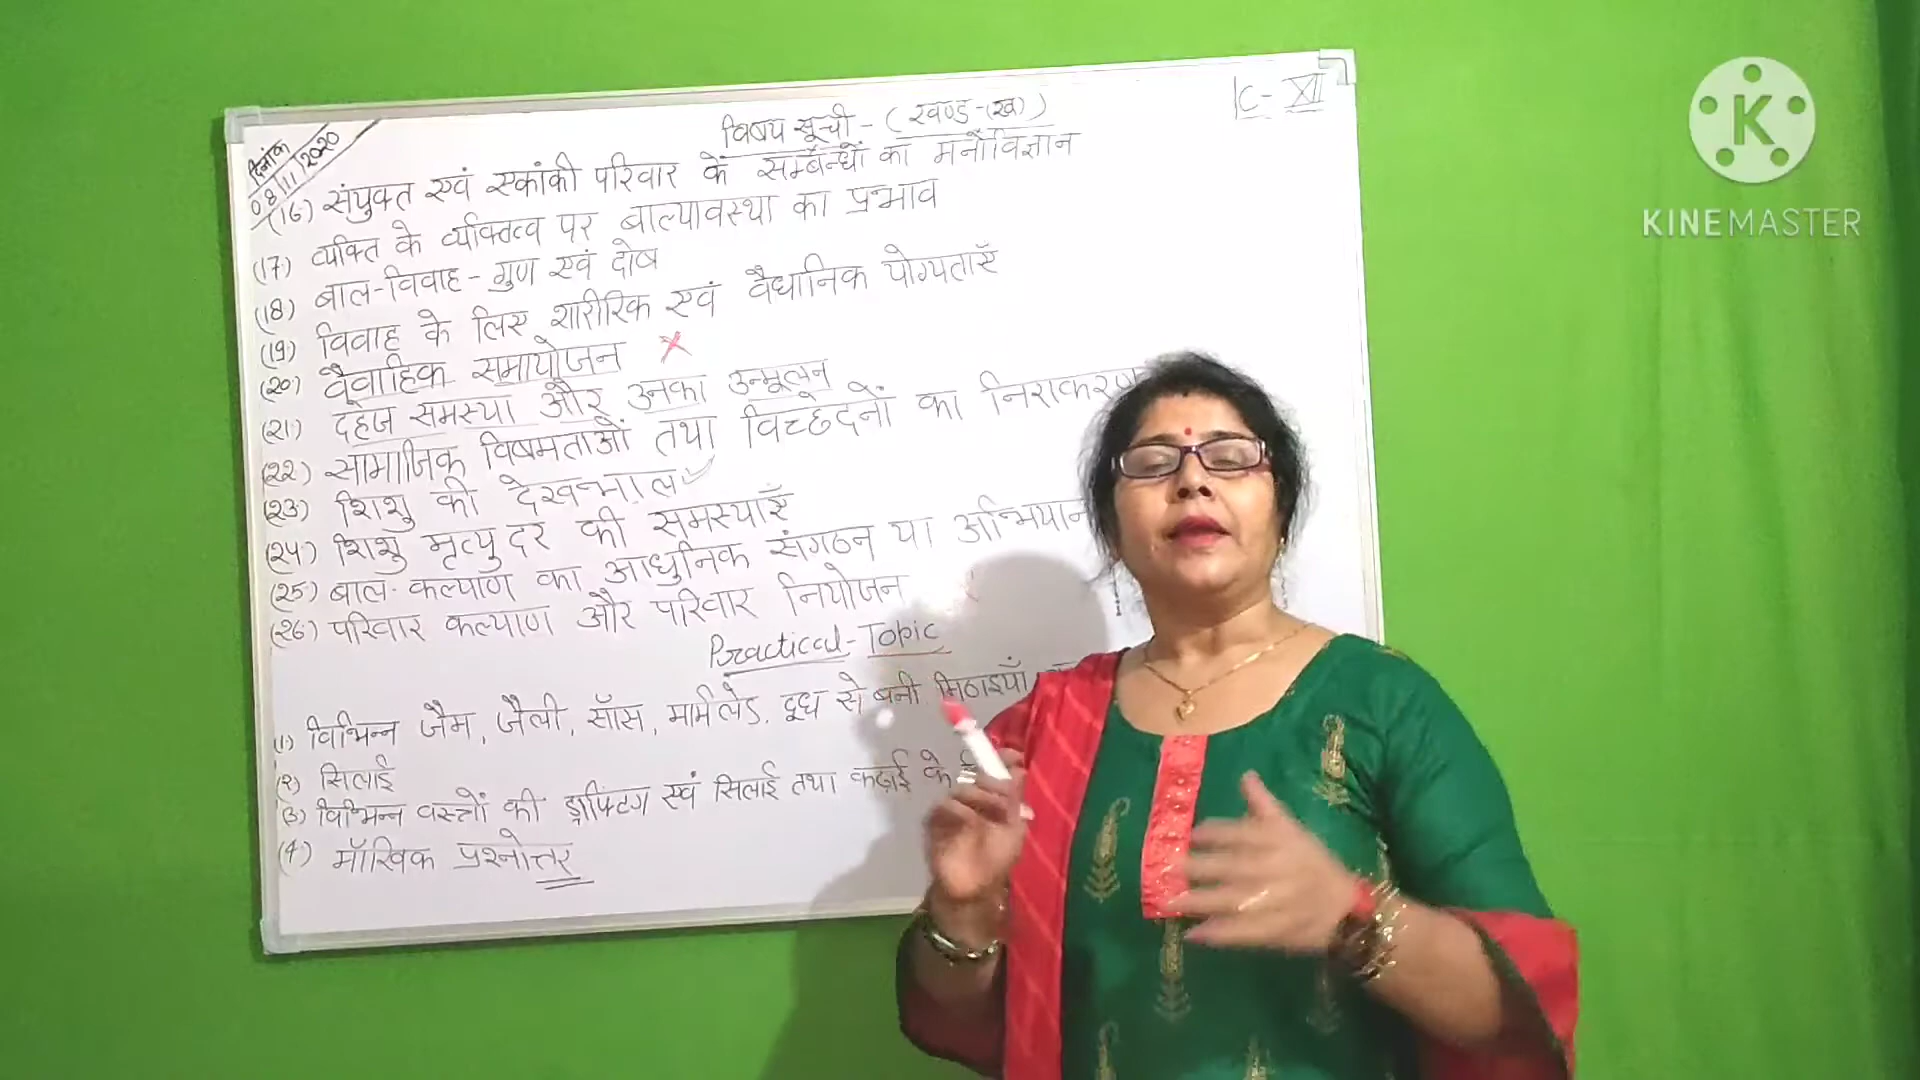 दिनांक
08/11/2020
विषय सूची - (खण्ड-(ख))
C- XII
(16) संयुक्त एवं एकांकी परिवार के सम्बन्धों का मनोविज्ञान
(17) व्यक्ति के व्यक्तित्व पर बाल्यावस्था का प्रभाव
(18) बाल-विवाह - गुण एवं दोष
(19) विवाह के लिए शारीरिक एवं वैधानिक योग्यताएँ
(20) वैवाहिक समायोजन
(21) दहेज समस्या और उनका उन्मूलन
(22) सामाजिक विषमताओं तथा विच्छेदनों का निराकरण
(23) शिशु की देखभाल
(24) शिशु मृत्यु दर की समस्याएँ
(25) बाल-कल्याण का आधुनिक संगठन या अभियान
(26) परिवार कल्याण और परिवार नियोजन
Practical - Topic
(1) विभिन्न जैम, जैली, सॉस, मार्मलेड, दूध से बनी मिठाइयाँ
(2) सिलाई
(3) विभिन्न वस्त्रों की ड्राफ्टिंग एवं सिलाई तथा कढ़ाई के
(4) मॉखिक प्रश्नोत्तर
K
KINEMASTER